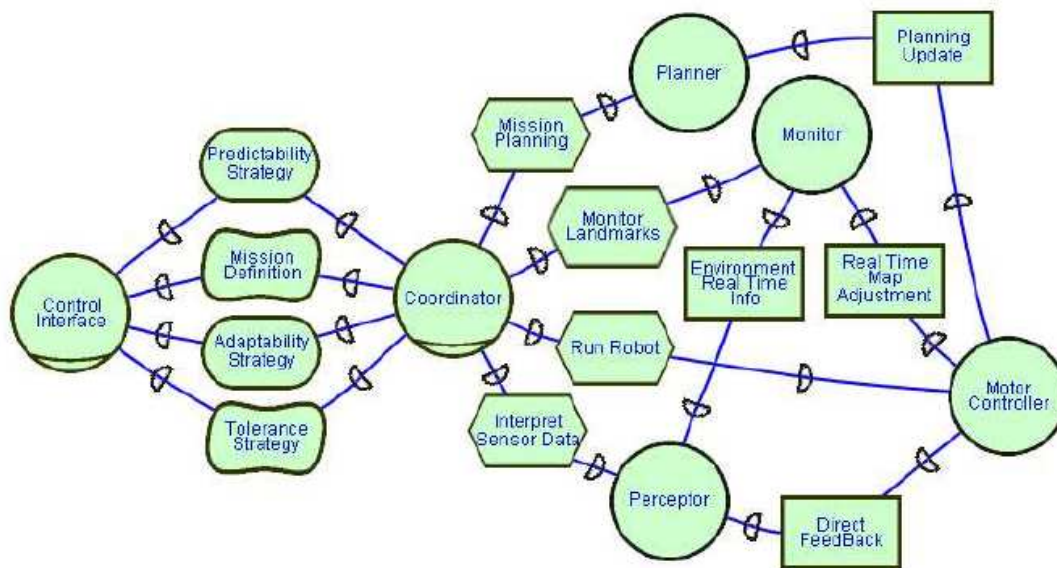 Planning
Update
Planner
Mission
Planning
Monitor
Predictability
Strategy
Monitor
Landmarks
Mission
Definition
Environment
Real Time
Info
Real Time
Map
Adjustment
Control
Interface
Coordinator
Adaptability
Strategy
Run Robot
Motor
Controller
Tolerance
Strategy
Interpret
Sensor Data
Perceptor
Direct
FeedBack